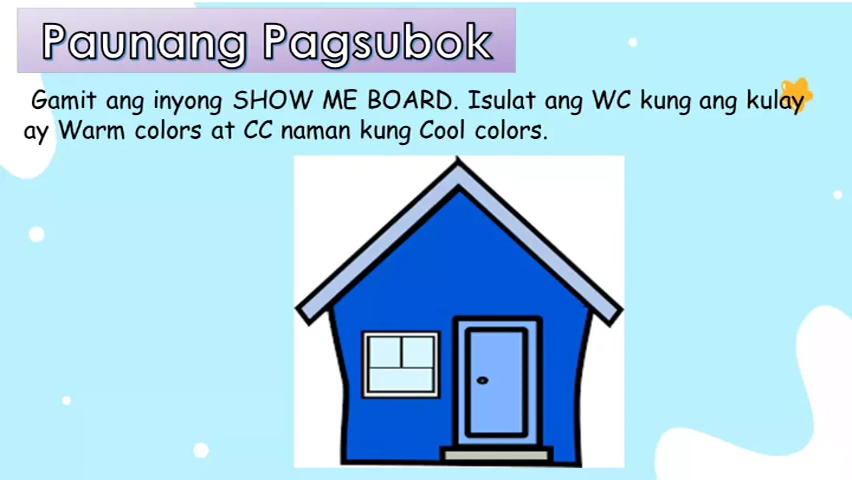 Paunang Pagsubok
Gamit ang inyong SHOW ME BOARD. Isulat ang WC kung ang kulay
ay Warm colors at CC naman kung Cool colors.